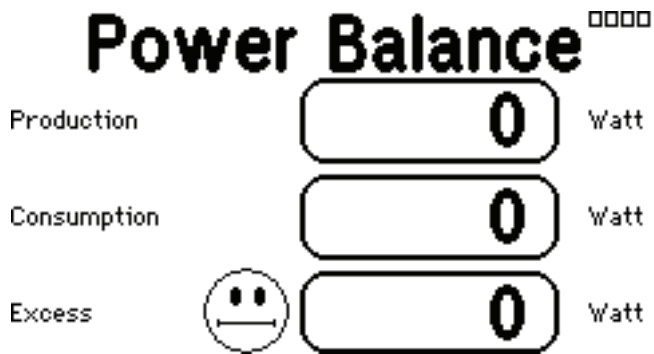 Power Balance
Production 0 Watt
Consumption 0 Watt
Excess 0 Watt